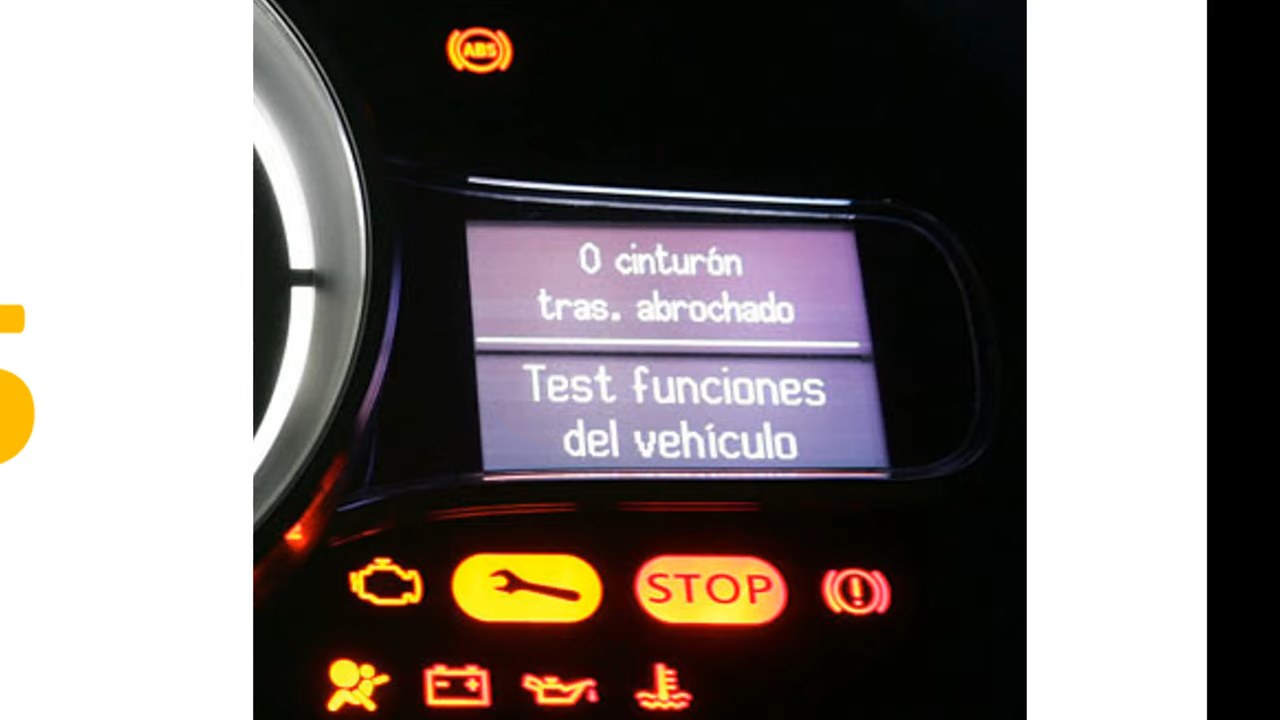 ABS
0 cinturón
tras. abrochado
Test funciones
del vehículo
STOP